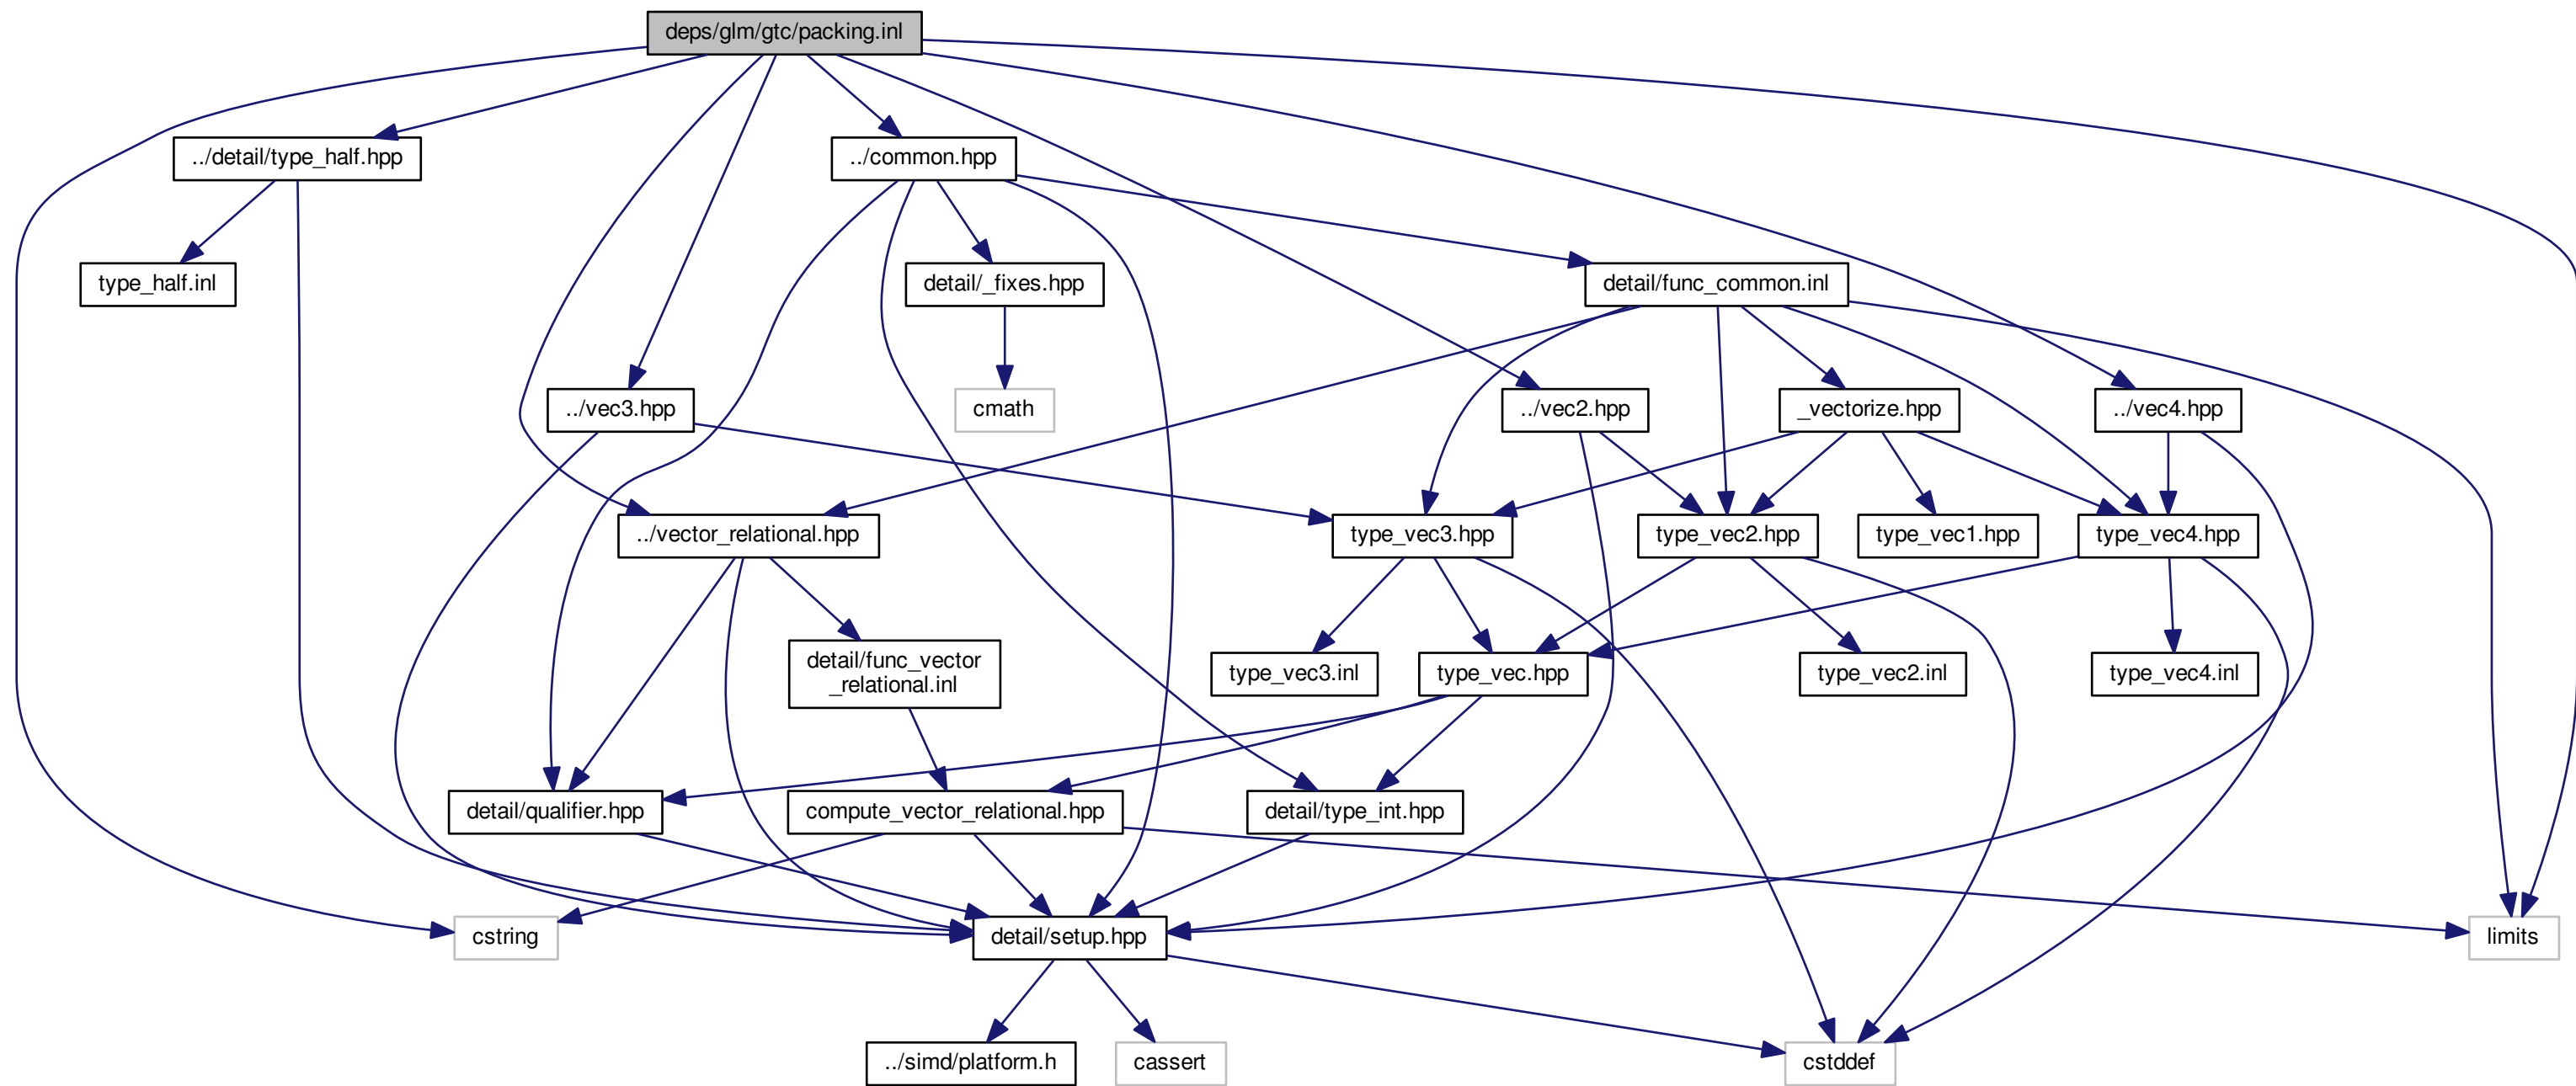 deps/glm/gtc/packing.inl
../detail/type_half.hpp
../common.hpp
type_half.inl
detail/_fixes.hpp
detail/func_common.inl
../vec3.hpp
cmath
../vec2.hpp
_vectorize.hpp
../vec4.hpp
../vector_relational.hpp
type_vec3.hpp
type_vec2.hpp
type_vec1.hpp
type_vec4.hpp
detail/func_vector
_relational.inl
type_vec3.inl
type_vec.hpp
type_vec2.inl
type_vec4.inl
detail/qualifier.hpp
compute_vector_relational.hpp
detail/type_int.hpp
cstring
detail/setup.hpp
limits
../simd/platform.h
cassert
cstddef